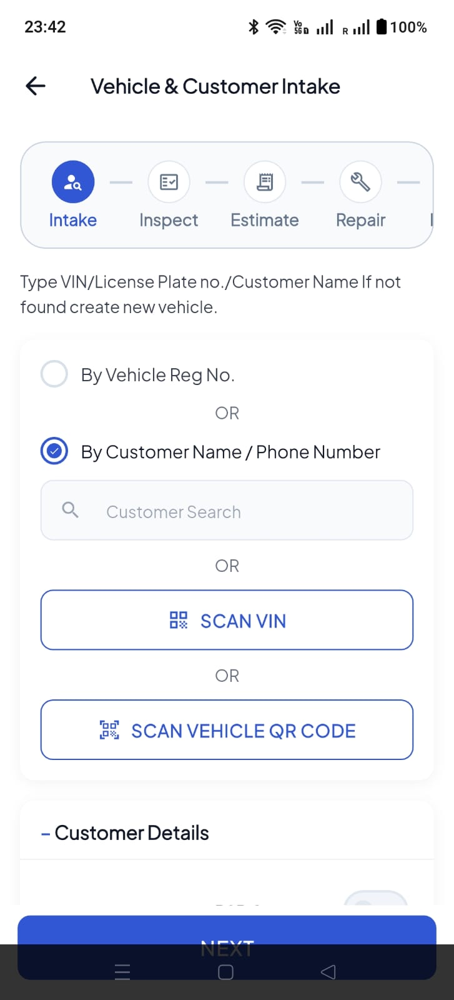 23:42
Vo
5G
R
100%
Vehicle & Customer Intake
Intake
Inspect
Estimate
Repair
Type VIN/License Plate no./Customer Name If not
found create new vehicle.
By Vehicle Reg No.
OR
By Customer Name / Phone Number
Customer Search
OR
SCAN VIN
OR
SCAN VEHICLE QR CODE
– Customer Details
NEXT